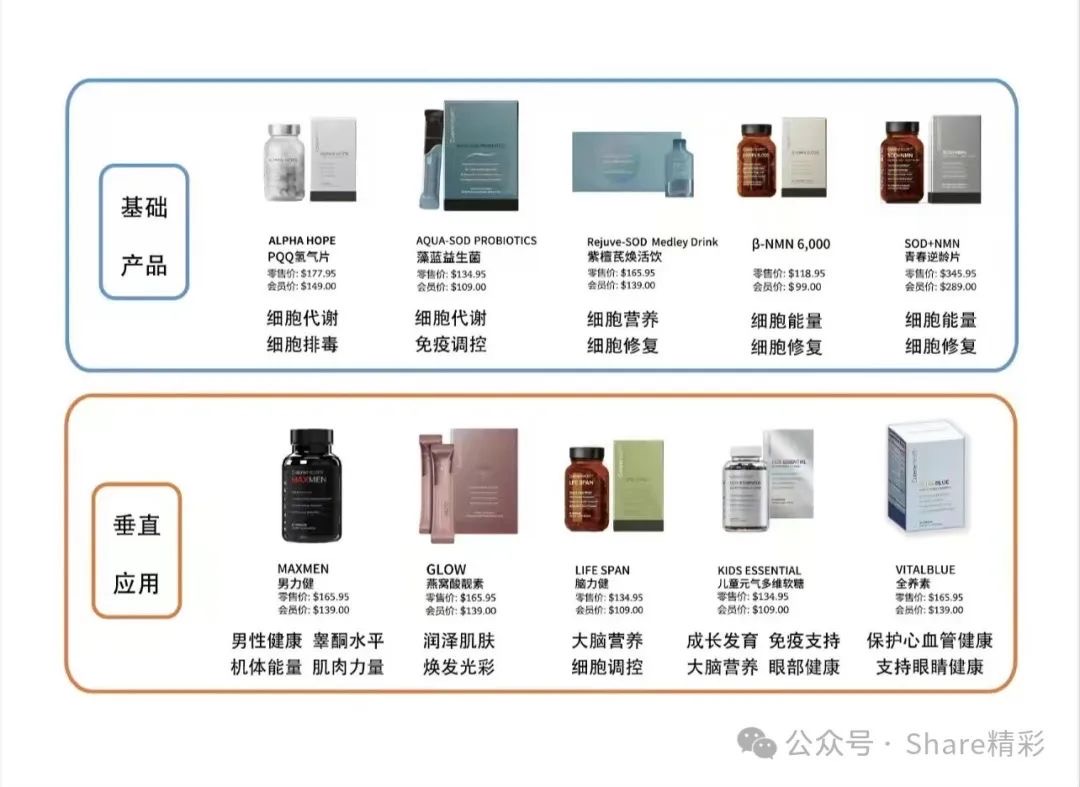 基础
产品
ALPHA HOPE
PQQ氢气片
零售价: $177.95
会员价: $149.00
细胞代谢
细胞排毒
AQUA-SOD PROBIOTICS
藻蓝益生菌
零售价: $134.95
会员价: $109.00
细胞代谢
免疫调控
Rejuve-SOD Medley Drink
紫檀芪焕活饮
零售价: $165.95
会员价: $139.00
细胞营养
细胞修复
β-NMN 6,000
零售价: $118.95
会员价: $99.00
细胞能量
细胞修复
SOD+NMN
青春逆龄片
零售价: $345.95
会员价: $289.00
细胞能量
细胞修复
垂直
应用
MAXMEN
MAXMEN
男力健
零售价: $165.95
会员价: $139.00
男性健康 睾酮水平
机体能量 肌肉力量
GLOW
燕窝酸靓素
零售价: $165.95
会员价: $139.00
润泽肌肤
焕发光彩
LIFE SPAN
LIFE SPAN
脑力健
零售价: $134.95
会员价: $109.00
大脑营养
细胞调控
KIDS ESSENTIAL
儿童元气多维软糖
零售价: $134.95
会员价: $109.00
成长发育 免疫支持
大脑营养 眼部健康
VITALBLUE
全养素
零售价: $165.95
会员价: $139.00
保护心血管健康
支持眼睛健康
公众号 · Share精彩